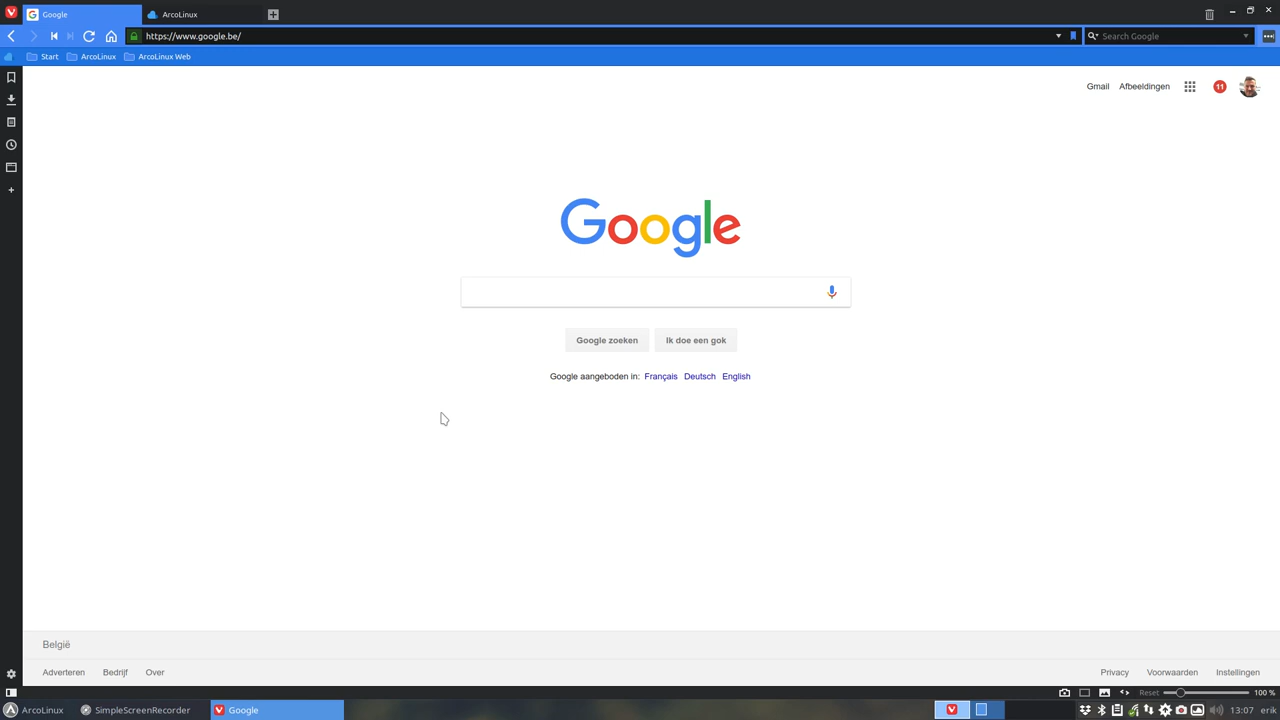 Google
ArcoLinux
https://www.google.be/
Search Google
Start
ArcoLinux
ArcoLinux Web
Gmail
Afbeeldingen
11
Google
Google zoeken
Ik doe een gok
Google aangeboden in: Français Deutsch English
België
Adverteren
Bedrijf
Over
Privacy
Voorwaarden
Instellingen
Reset
100 %
ArcoLinux
SimpleScreenRecorder
Google
13:07
erik